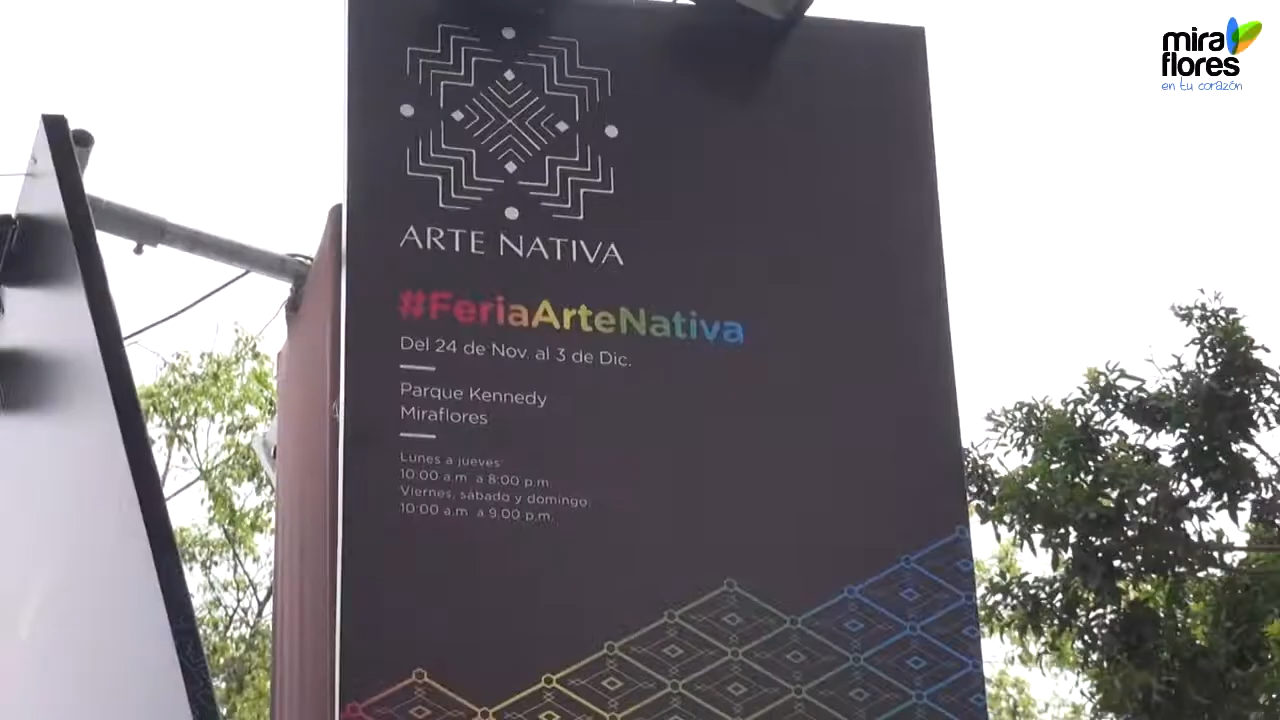 mira
flores
en tu corazón
ARTE NATIVA
#FeriaArteNativa
Del 24 de Nov. al 3 de Dic.
Parque Kennedy
Miraflores
Lunes a jueves:
10:00 a.m. a 8:00 p.m.
Viernes, sábado y domingo:
10:00 a.m. a 9:00 p.m.